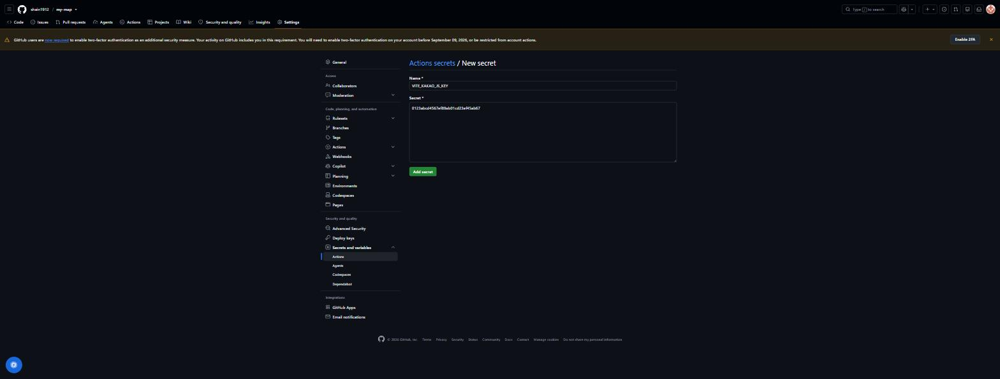 shain1912 / my-map
Type / to search
Code Issues Pull requests Agents Actions Projects Wiki Security and quality Insights Settings
GitHub users are now required to enable two-factor authentication as an additional security measure. Your activity on GitHub includes you in this requirement. You will need to enable two-factor authentication on your account before September 09, 2026, or be restricted from account actions.
Enable 2FA
General
Access
Collaborators
Moderation
Code, planning, and automation
Rulesets
Branches
Tags
Actions
Webhooks
Copilot
Planning
Environments
Codespaces
Pages
Security and quality
Advanced Security
Deploy keys
Secrets and variables
Actions
Agents
Codespaces
Dependabot
Integrations
GitHub Apps
Email notifications
Actions secrets / New secret
Name *
VITE_KAKAO_JS_KEY
Secret *
0123abcd4567ef89ab01cd23ef45ab67
Add secret
© 2026 GitHub, Inc. Terms Privacy Security Status Community Docs Contact Manage cookies Do not share my personal information